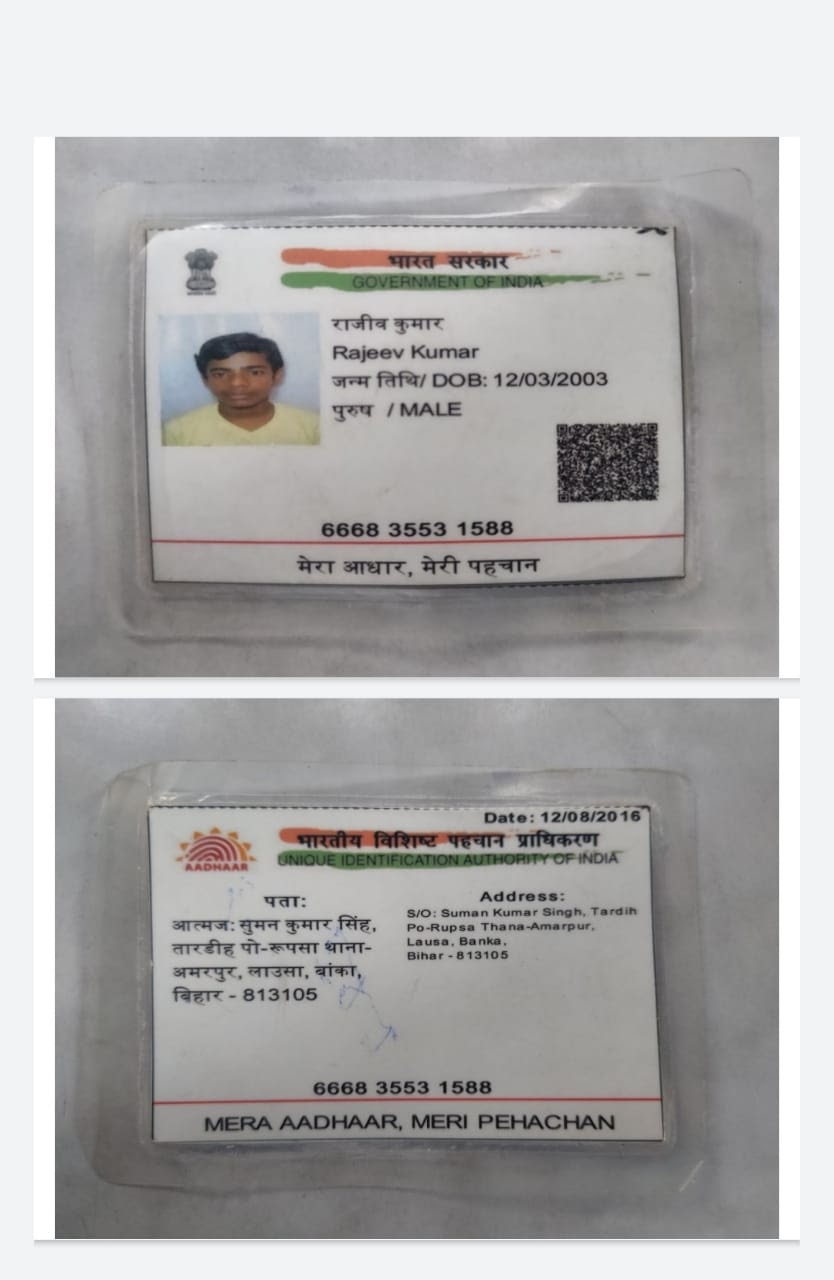 भारत सरकार
GOVERNMENT OF INDIA
राजीव कुमार
Rajeev Kumar
जन्म तिथि/ DOB: 12/03/2003
पुरुष / MALE
6668 3553 1588
मेरा आधार, मेरी पहचान
Date: 12/08/2016
भारतीय विशिष्ट पहचान प्राधिकरण
UNIQUE IDENTIFICATION AUTHORITY OF INDIA
AADHAAR
पता:
आत्मज: सुमन कुमार सिंह,
तारडीह पो-रूपसा थाना-
अमरपुर, लाउसा, बांका,
बिहार - 813105
Address:
S/O: Suman Kumar Singh, Tardih
Po-Rupsa Thana-Amarpur,
Lausa, Banka,
Bihar - 813105
6668 3553 1588
MERA AADHAAR, MERI PEHACHAN